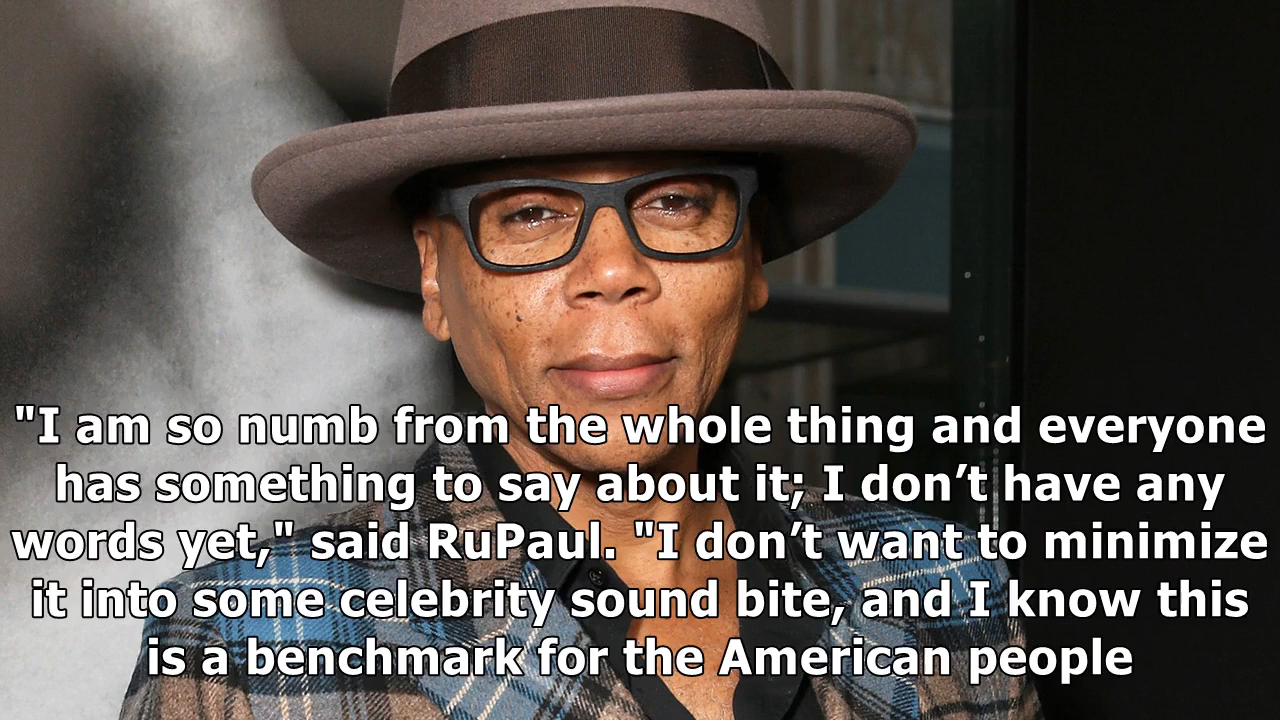 "I am so numb from the whole thing and everyone
has something to say about it; I don’t have any
words yet," said RuPaul. "I don’t want to minimize
it into some celebrity sound bite, and I know this
is a benchmark for the American people